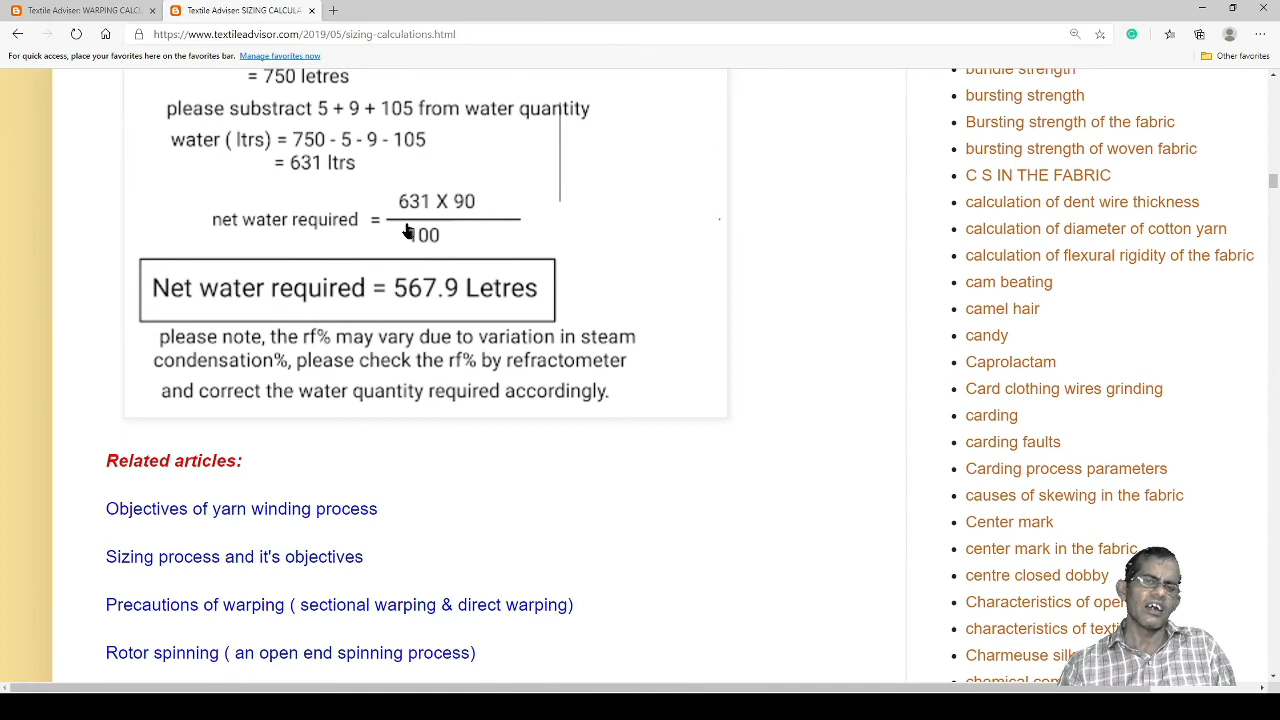 Textile Adviser: WARPING CALCU
Textile Adviser: SIZING CALCULA
https://www.textileadvisor.com/2019/05/sizing-calculations.html
For quick access, place your favorites here on the favorites bar. Manage favorites now
Other favorites
= 750 letres
please substract 5 + 9 + 105 from water quantity
water ( ltrs) = 750 - 5 - 9 - 105
= 631 ltrs
631 X 90
net water required =
100
Net water required = 567.9 Letres
please note, the rf% may vary due to variation in steam
condensation%, please check the rf% by refractometer
and correct the water quantity required accordingly.
Related articles:
Objectives of yarn winding process
Sizing process and it's objectives
Precautions of warping ( sectional warping & direct warping)
Rotor spinning ( an open end spinning process)
bundle strength
bursting strength
Bursting strength of the fabric
bursting strength of woven fabric
C S IN THE FABRIC
calculation of dent wire thickness
calculation of diameter of cotton yarn
calculation of flexural rigidity of the fabric
cam beating
camel hair
candy
Caprolactam
Card clothing wires grinding
carding
carding faults
Carding process parameters
causes of skewing in the fabric
Center mark
center mark in the fabric
centre closed dobby
Characteristics of
characteristics of
Charmeuse silk